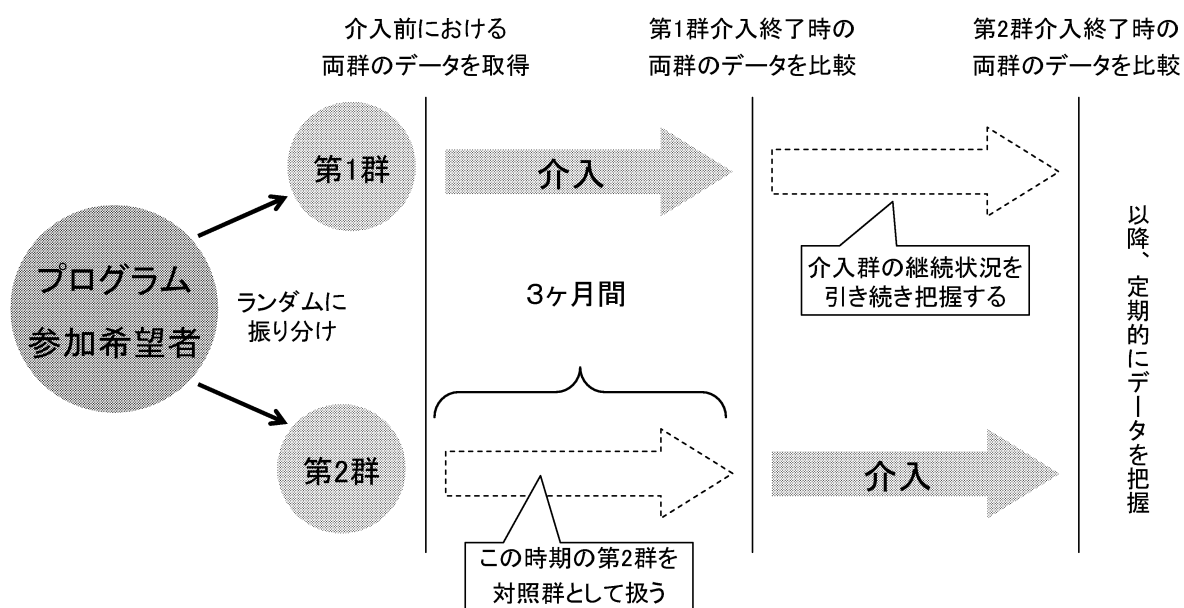 介入前における
両群のデータを取得
第1群介入終了時の
両群のデータを比較
第2群介入終了時の
両群のデータを比較
第1群
介入
プログラム
参加希望者
ランダムに
振り分け
3ヶ月間
介入群の継続状況を
引き続き把握する
以降、定期的にデータを把握
第2群
介入
この時期の第2群を
対照群として扱う